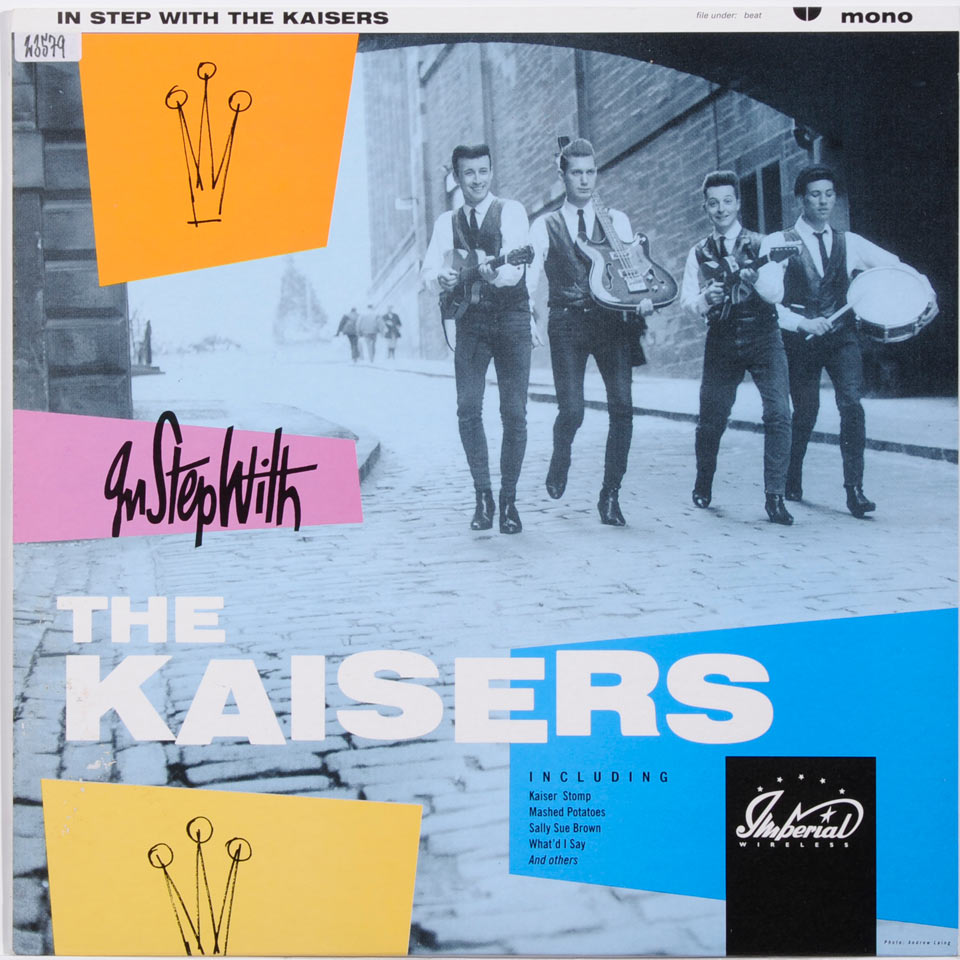 IN STEP WITH THE KAISERS
file under: beat
mono
In Step With
THE
KAISERS
INCLUDING
Kaiser Stomp
Mashed Potatoes
Sally Sue Brown
What'd I Say
And others
Imperial
WIRELESS
Photo: Andrew Laing